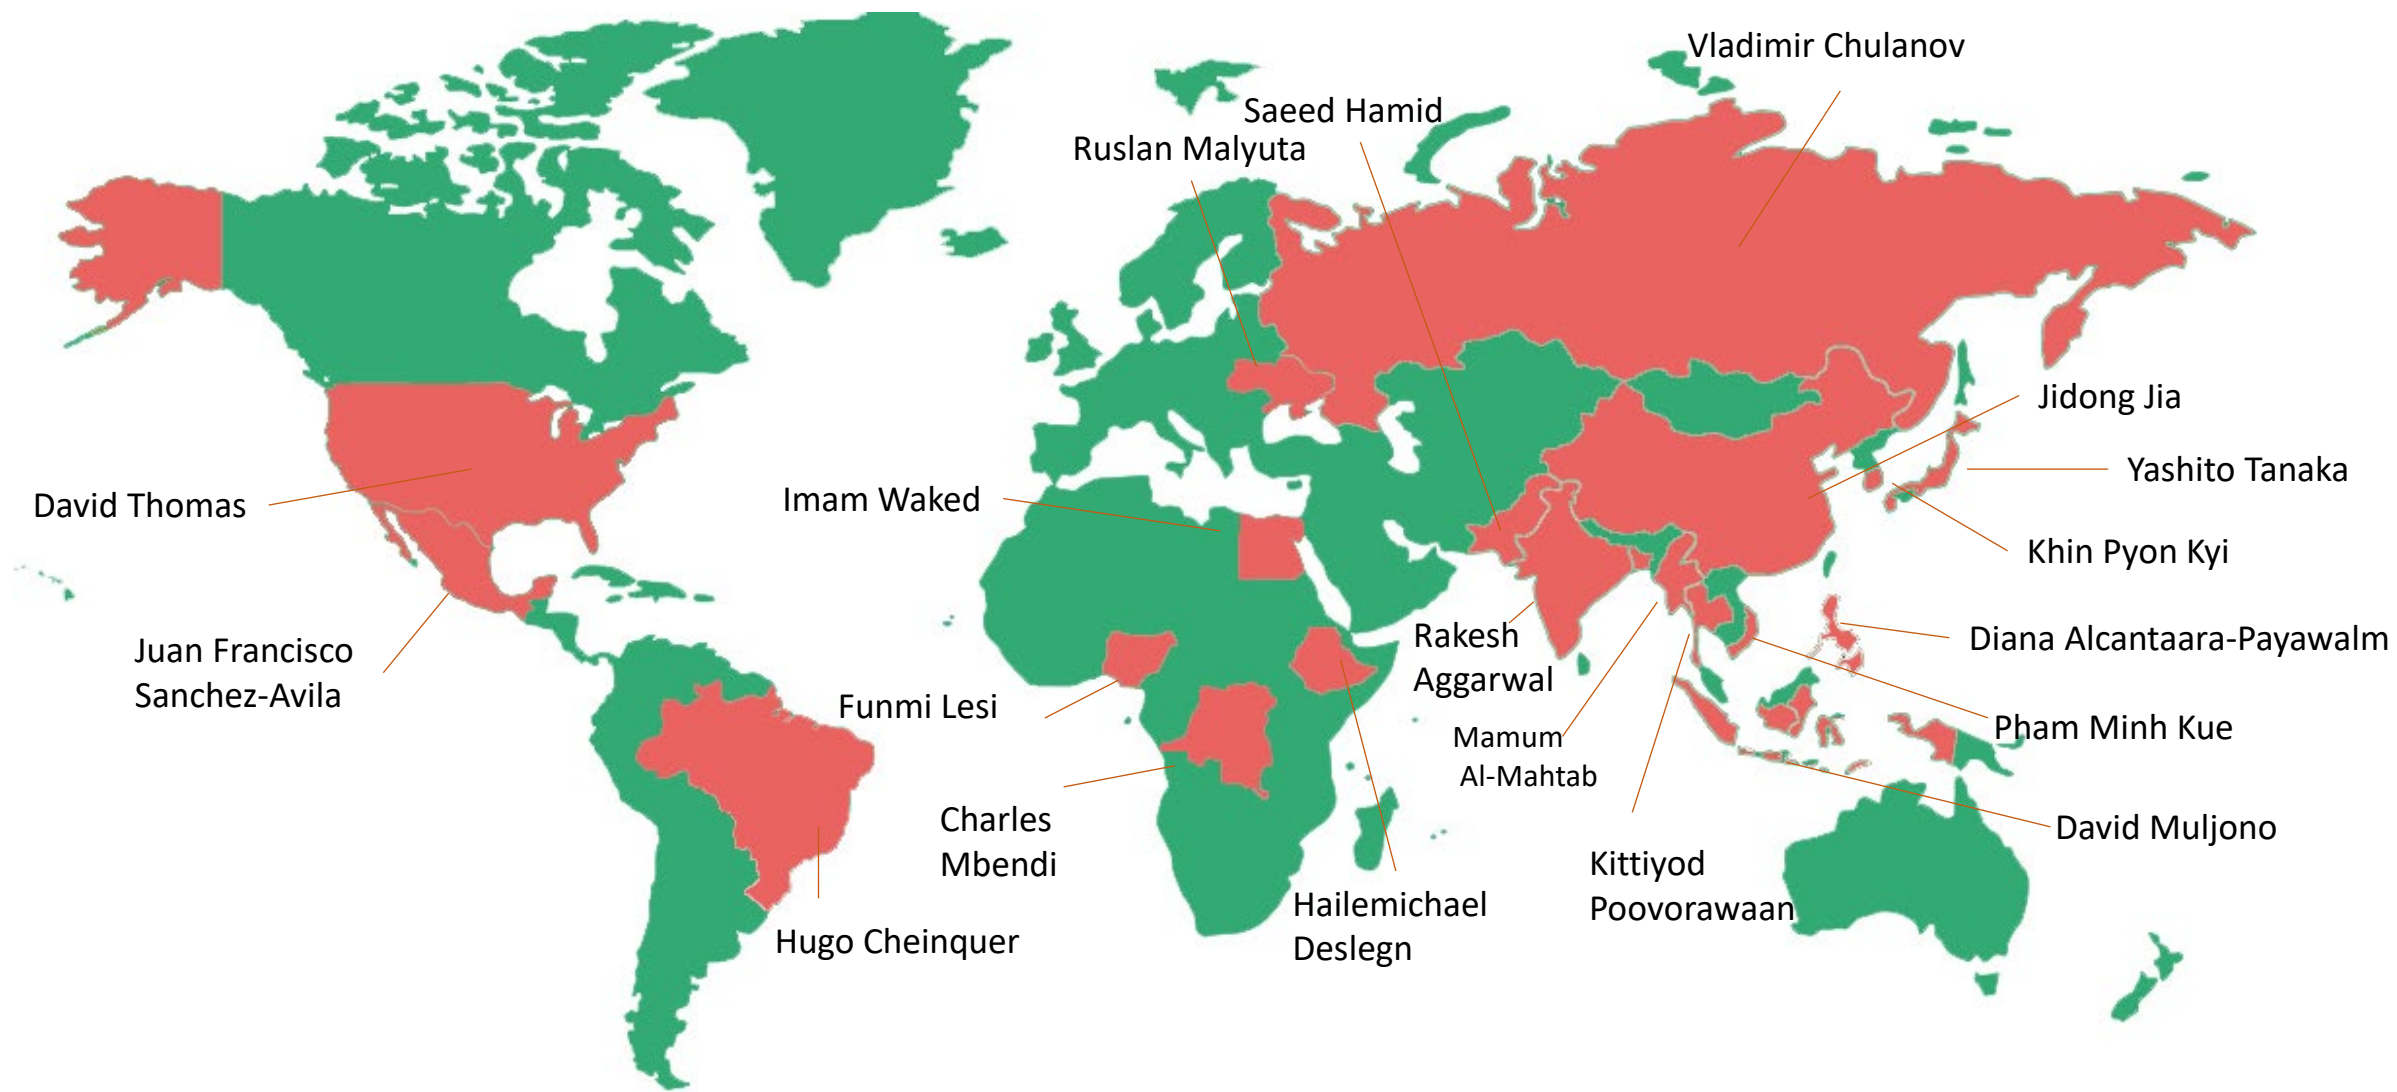 Vladimir Chulanov
Saeed Hamid
Ruslan Malyuta
Jidong Jia
Yashito Tanaka
Imam Waked
David Thomas
Khin Pyon Kyi
Rakesh
Aggarwal
Diana Alcantaara-Payawalm
Juan Francisco
Sanchez-Avila
Funmi Lesi
Pham Minh Kue
Mamum
Al-Mahtab
Charles
Mbendi
David Muljono
Kittiyod
Poovorawaan
Hailemichael
Deslegn
Hugo Cheinquer